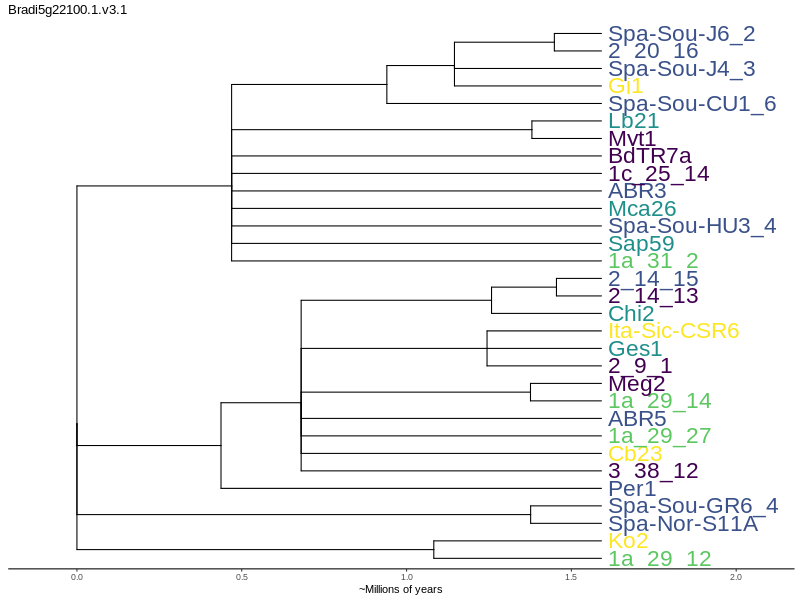 Bradi5g22100.1.v3.1
Spa-Sou-J6_2
2_20_16
Spa-Sou-J4_3
Gi1
Spa-Sou-CU1_6
Lb21
Mvt1
BdTR7a
1c_25_14
ABR3
Mca26
Spa-Sou-HU3_4
Sap59
1a_31_2
2_14_15
2_14_13
Chi2
Ita-Sic-CSR6
Ges1
2_9_1
Meg2
1a_29_14
ABR5
1a_29_27
Cb23
3_38_12
Per1
Spa-Sou-GR6_4
Spa-Nor-S11A
Ko2
1a_29_12
0.0 0.5 1.0 1.5 2.0
~Millions of years